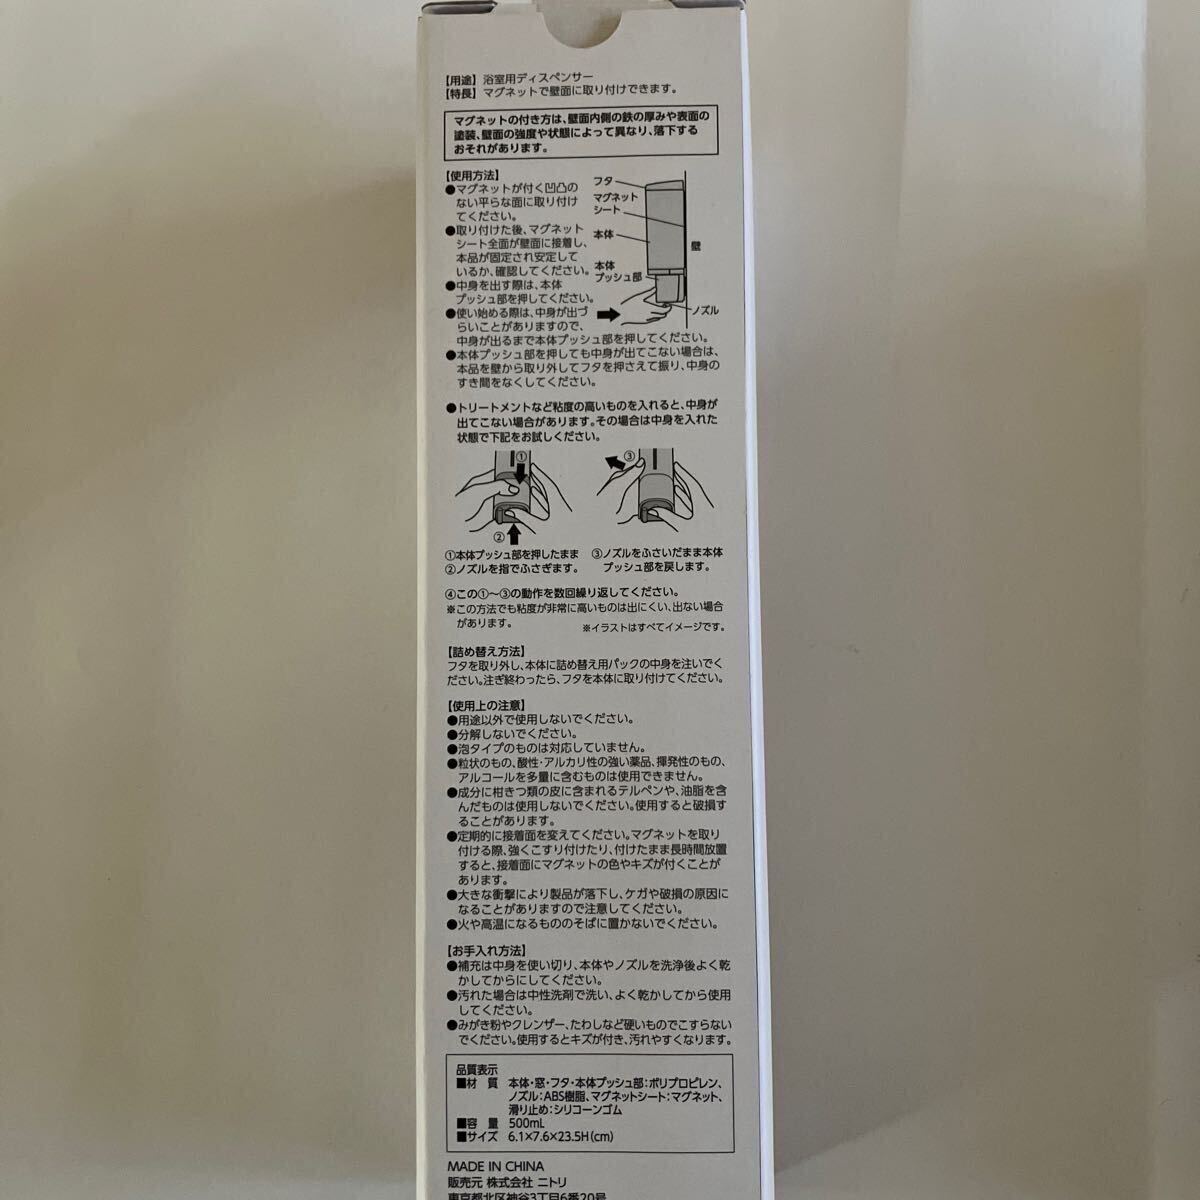 【用途】 浴室用ディスペンサー
【特長】 マグネットで壁面に取り付けできます。
マグネットの付き方は、壁面内側の鉄の厚みや表面の
塗装、壁面の強度や状態によって異なり、落下する
おそれがあります。
【使用方法】
●マグネットが付く凹凸の
ない平らな面に取り付け
てください。
●取り付けた後、マグネット
シート全面が壁面に接着し、
本品が固定され安定して
いるか、確認してください。
●中身を出す際は、本体
プッシュ部を押してください。
●使い始める際は、中身が出づ
らいことがありますので、
中身が出るまで本体プッシュ部を押してください。
●本体プッシュ部を押しても中身が出てこない場合は、
本品を壁から取り外してフタを押さえて振り、中身の
すき間をなくしてください。
フタ
マグネット
シート
本体
壁
本体
プッシュ部
ノズル
●トリートメントなど粘度の高いものを入れると、中身が
出てこない場合があります。その場合は中身を入れた
状態で下記をお試しください。
①
②
③
①本体プッシュ部を押したまま
②ノズルを指でふさぎます。
③ノズルをふさいだまま本体
プッシュ部を戻します。
④この①〜③の動作を数回繰り返してください。
※この方法でも粘度が非常に高いものは出にくい、出ない場合
があります。
※イラストはすべてイメージです。
【詰め替え方法】
フタを取り外し、本体に詰め替え用パックの中身を注いでく
ださい。注ぎ終わったら、フタを本体に取り付けてください。
【使用上の注意】
●用途以外で使用しないでください。
●分解しないでください。
●泡タイプのものは対応していません。
●粒状のもの、酸性・アルカリ性の強い薬品、揮発性のもの、
アルコールを多量に含むものは使用できません。
●成分に柑きつ類の皮に含まれるテルペンや、油脂を含
んだものは使用しないでください。使用すると破損す
ることがあります。
●定期的に接着面を変えてください。マグネットを取り
付ける際、強くこすり付けたり、付けたまま長時間放置
すると、接着面にマグネットの色やキズが付くことが
あります。
●大きな衝撃により製品が落下し、ケガや破損の原因に
なることがありますので注意してください。
●火や高温になるもののそばに置かないでください。
【お手入れ方法】
●補充は中身を使い切り、本体やノズルを洗浄後よく乾
かしてからにしてください。
●汚れた場合は中性洗剤で洗い、よく乾かしてから使用
してください。
●みがき粉やクレンザー、たわしなど硬いものでこすらない
でください。使用するとキズが付き、汚れやすくなります。
品質表示
■材 質 本体・窓・フタ・本体プッシュ部：ポリプロピレン、
ノズル：ABS樹脂、マグネットシート：マグネット、
滑り止め：シリコーンゴム
■容 量 500mL
■サイズ 6.1×7.6×23.5H(cm)
MADE IN CHINA
販売元 株式会社 ニトリ
東京都北区神谷3丁目6番20号